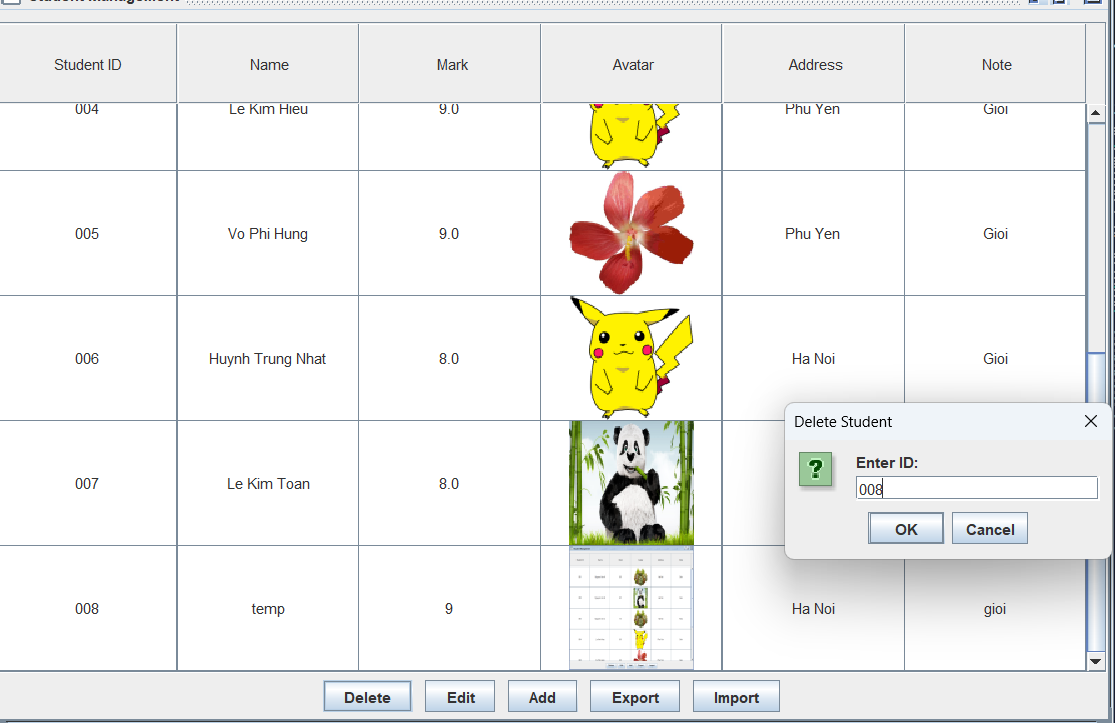 Student Management
Student ID Name Mark Avatar Address Note
004 Le Kim Hieu 9.0 Phu Yen Gioi
005 Vo Phi Hung 9.0 Phu Yen Gioi
006 Huynh Trung Nhat 8.0 Ha Noi Gioi
Delete Student
Enter ID:
008
OK Cancel
007 Le Kim Toan 8.0
008 temp 9 Ha Noi gioi
Delete Edit Add Export Import